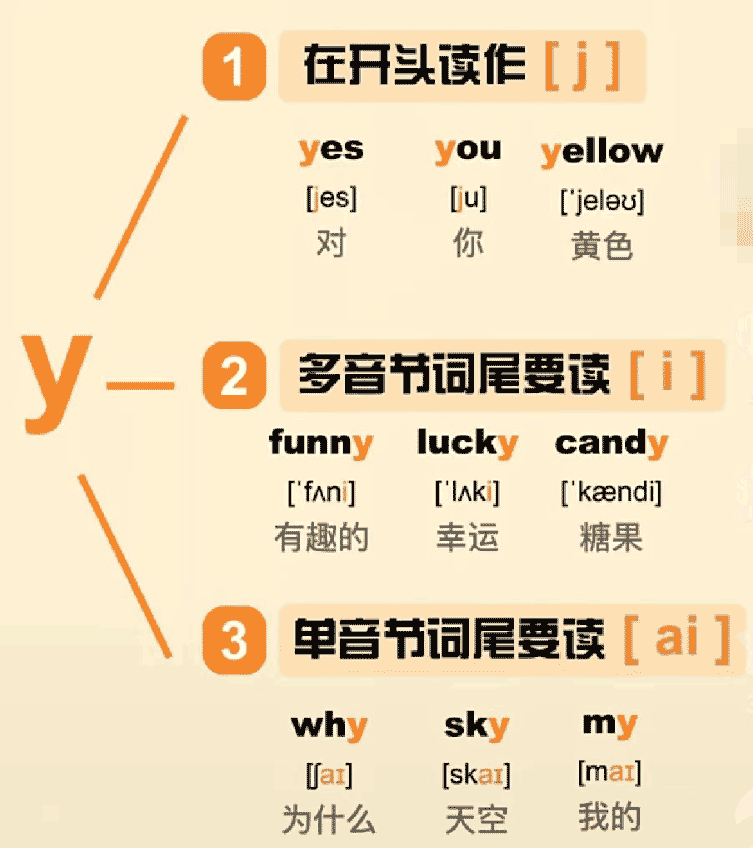 y
1 在开头读作 [ j ]
yes you yellow
[jes] [ju] [ˈjeləʊ]
对 你 黄色
2 多音节词尾要读 [ i ]
funny lucky candy
[ˈfʌni] [ˈlʌki] [ˈkændi]
有趣的 幸运 糖果
3 单音节词尾要读 [ ai ]
why sky my
[ʃaɪ] [skaɪ] [maɪ]
为什么 天空 我的